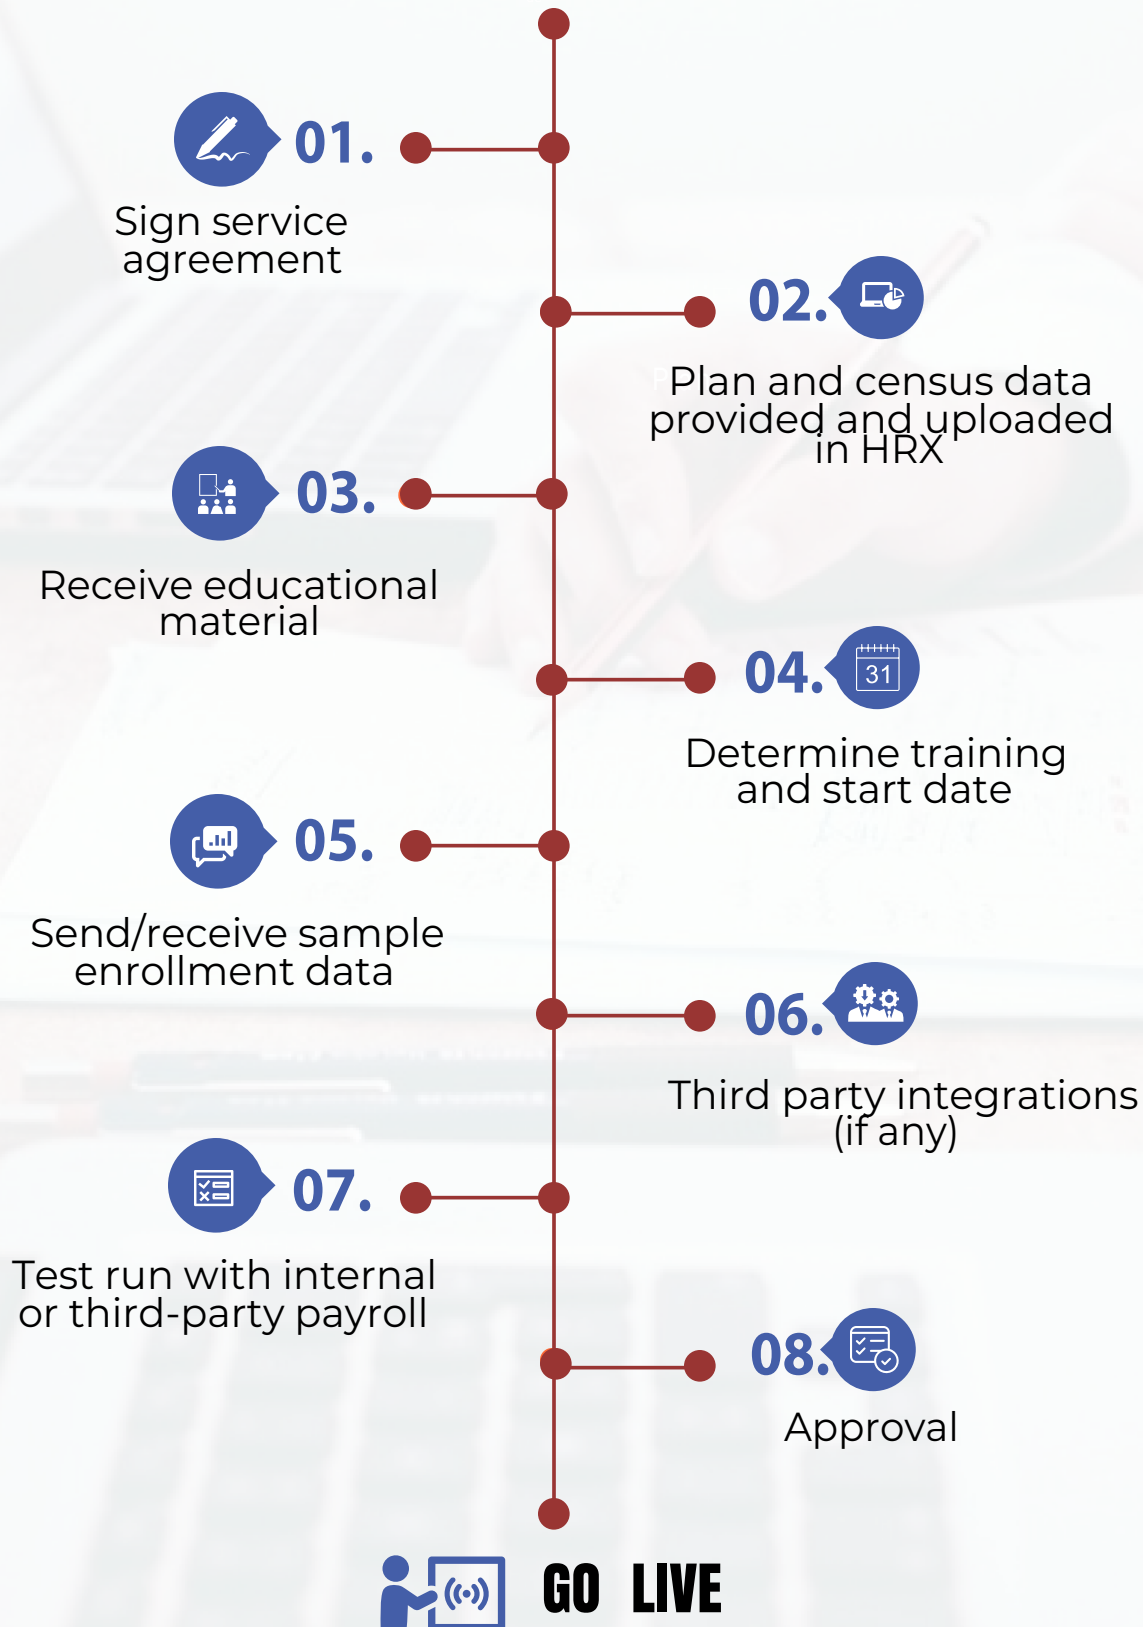 01.
Sign service
agreement
02.
Plan and census data
provided and uploaded
in HRX
03.
Receive educational
material
04.
31
Determine training
and start date
05.
Send/receive sample
enrollment data
06.
Third party integrations
(if any)
07.
Test run with internal
or third-party payroll
08.
Approval
GO LIVE